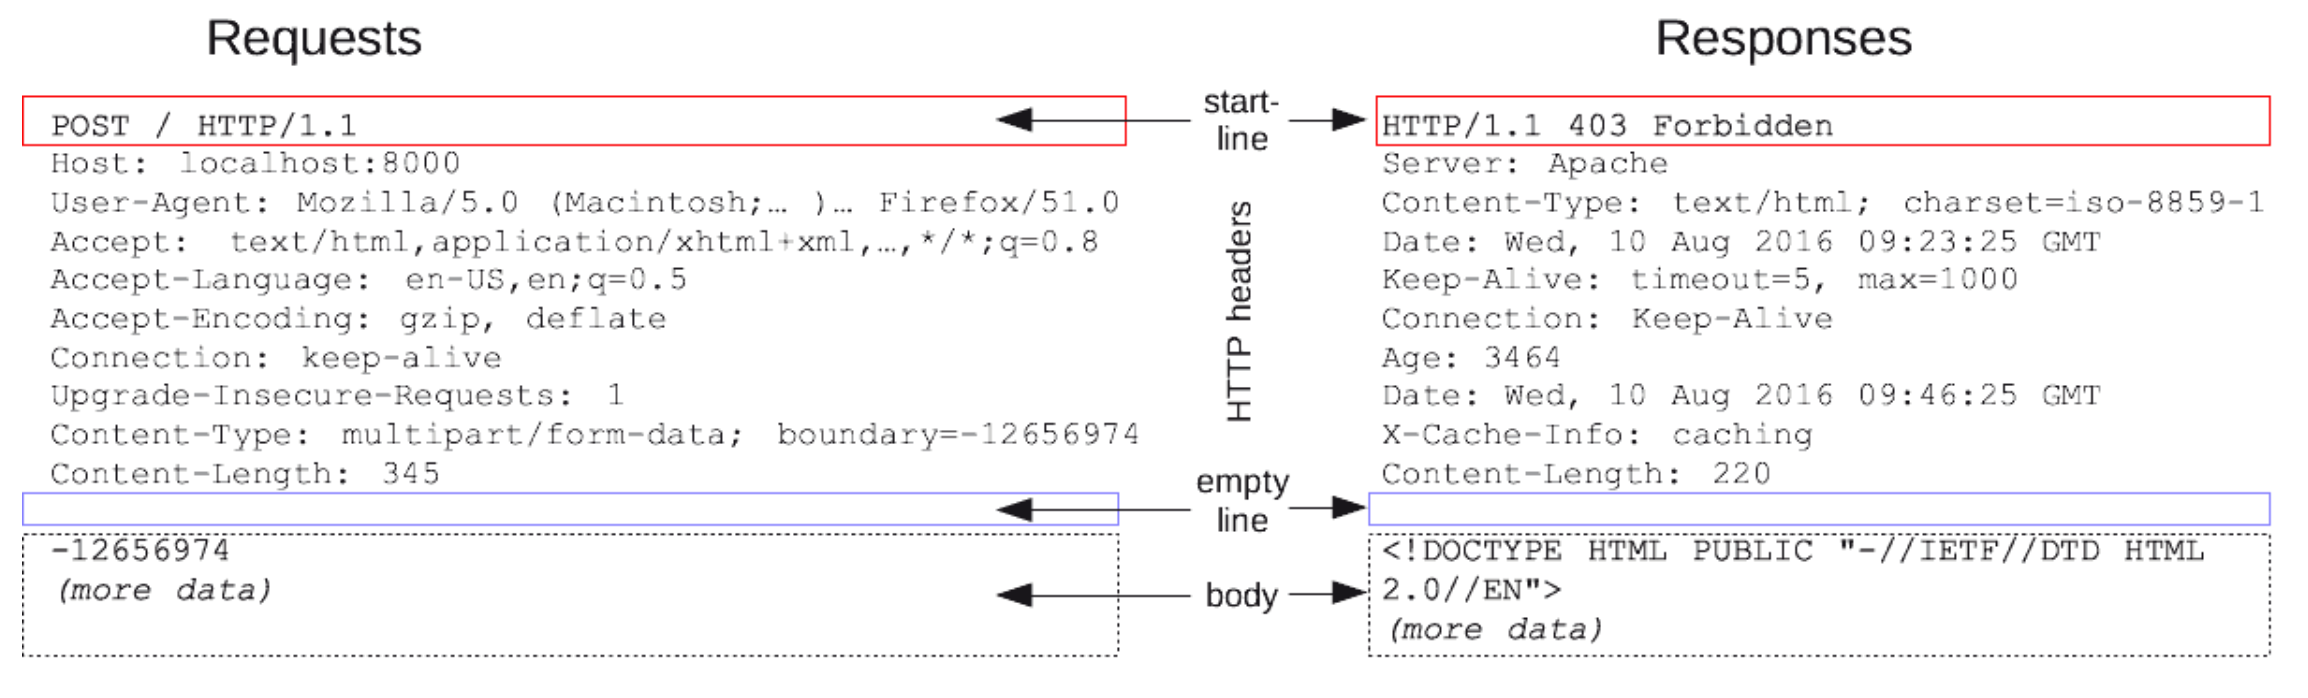 Requests
POST / HTTP/1.1
Host: localhost:8000
User-Agent: Mozilla/5.0 (Macintosh;… )… Firefox/51.0
Accept: text/html,application/xhtml+xml,…,*/*;q=0.8
Accept-Language: en-US,en;q=0.5
Accept-Encoding: gzip, deflate
Connection: keep-alive
Upgrade-Insecure-Requests: 1
Content-Type: multipart/form-data; boundary=-12656974
Content-Length: 345
-12656974
(more data)
start-
line
HTTP headers
empty
line
body
Responses
HTTP/1.1 403 Forbidden
Server: Apache
Content-Type: text/html; charset=iso-8859-1
Date: Wed, 10 Aug 2016 09:23:25 GMT
Keep-Alive: timeout=5, max=1000
Connection: Keep-Alive
Age: 3464
Date: Wed, 10 Aug 2016 09:46:25 GMT
X-Cache-Info: caching
Content-Length: 220
<!DOCTYPE HTML PUBLIC "-//IETF//DTD HTML
2.0//EN">
(more data)